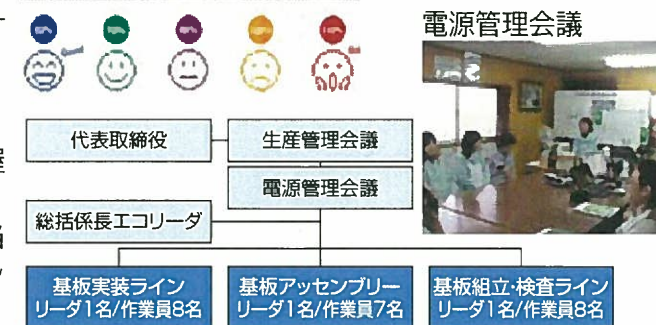 電源管理会議
代表取締役
生産管理会議
電源管理会議
総括係長エコリーダ
基板実装ライン
リーダ1名/作業員8名
基板アッセンブリー
リーダ1名/作業員7名
基板組立・検査ライン
リーダ1名/作業員8名